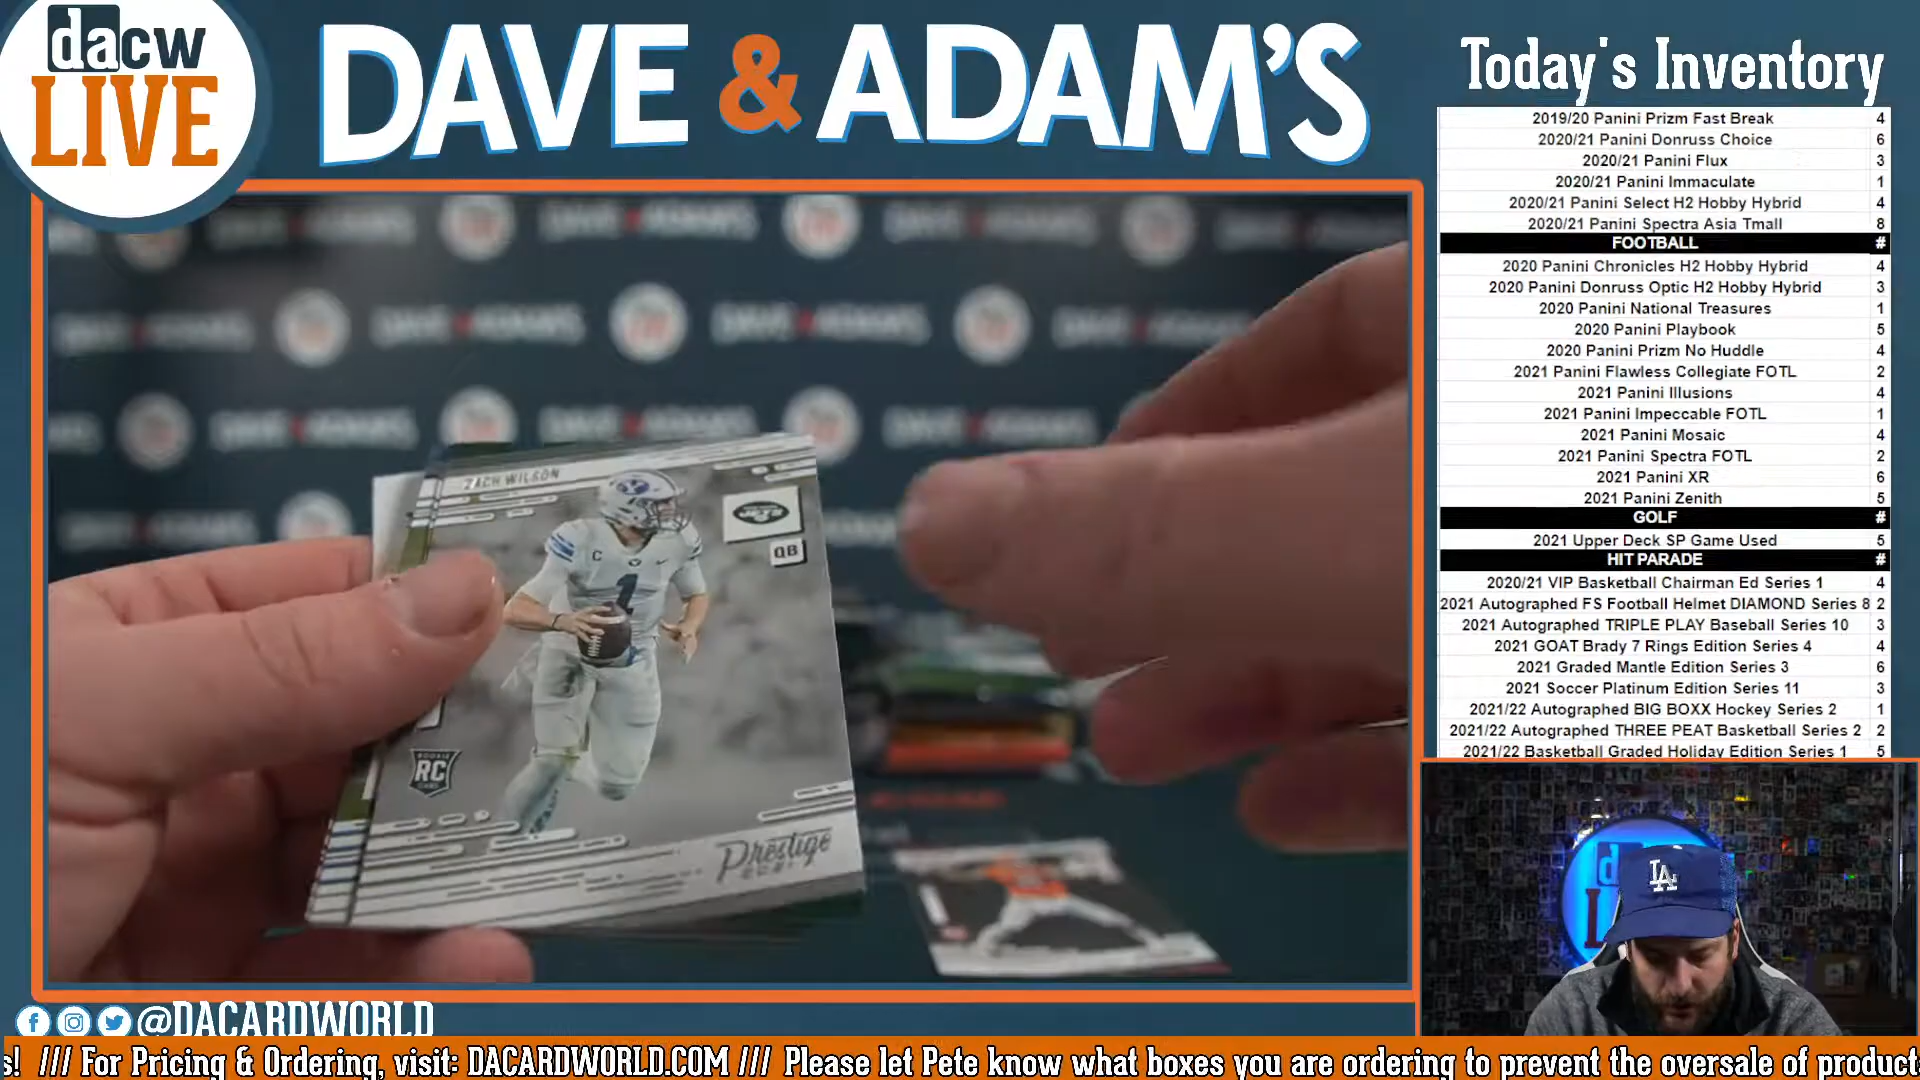 dacw
LIVE
DAVE & ADAM'S
Today's Inventory
2019/20 Panini Prizm Fast Break 4
2020/21 Panini Donruss Choice 6
2020/21 Panini Flux 3
2020/21 Panini Immaculate 1
2020/21 Panini Select H2 Hobby Hybrid 4
2020/21 Panini Spectra Asia Tmall 8
FOOTBALL #
2020 Panini Chronicles H2 Hobby Hybrid 4
2020 Panini Donruss Optic H2 Hobby Hybrid 3
2020 Panini National Treasures 1
2020 Panini Playbook 5
2020 Panini Prizm No Huddle 4
2021 Panini Flawless Collegiate FOTL 2
2021 Panini Illusions 4
2021 Panini Impeccable FOTL 1
2021 Panini Mosaic 4
2021 Panini Spectra FOTL 2
2021 Panini XR 6
2021 Panini Zenith 5
GOLF #
2021 Upper Deck SP Game Used 5
HIT PARADE #
2020/21 VIP Basketball Chairman Ed Series 1 4
2021 Autographed FS Football Helmet DIAMOND Series 8 2
2021 Autographed TRIPLE PLAY Baseball Series 10 3
2021 GOAT Brady 7 Rings Edition Series 4 4
2021 Graded Mantle Edition Series 3 6
2021 Soccer Platinum Edition Series 11 3
2021/22 Autographed BIG BOXX Hockey Series 2 1
2021/22 Autographed THREE PEAT Basketball Series 2 2
2021/22 Basketball Graded Holiday Edition Series 1 5
ZACH WILSON
QB
C
1
ROOKIE
RC
Prestige
LA
@DACARDWORLD
s! /// For Pricing & Ordering, visit: DACARDWORLD.COM /// Please let Pete know what boxes you are ordering to prevent the oversale of product